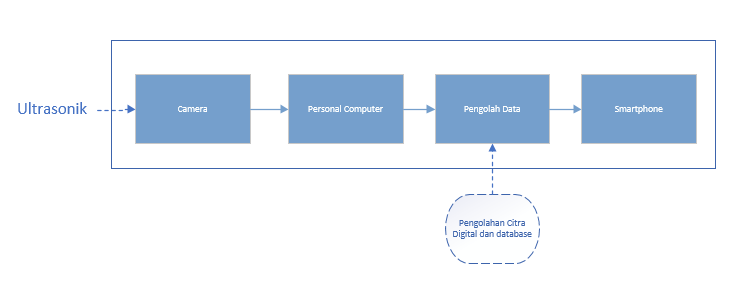 Ultrasonik
Camera
Personal Computer
Pengolah Data
Smartphone
Pengolahan Citra
Digital dan database